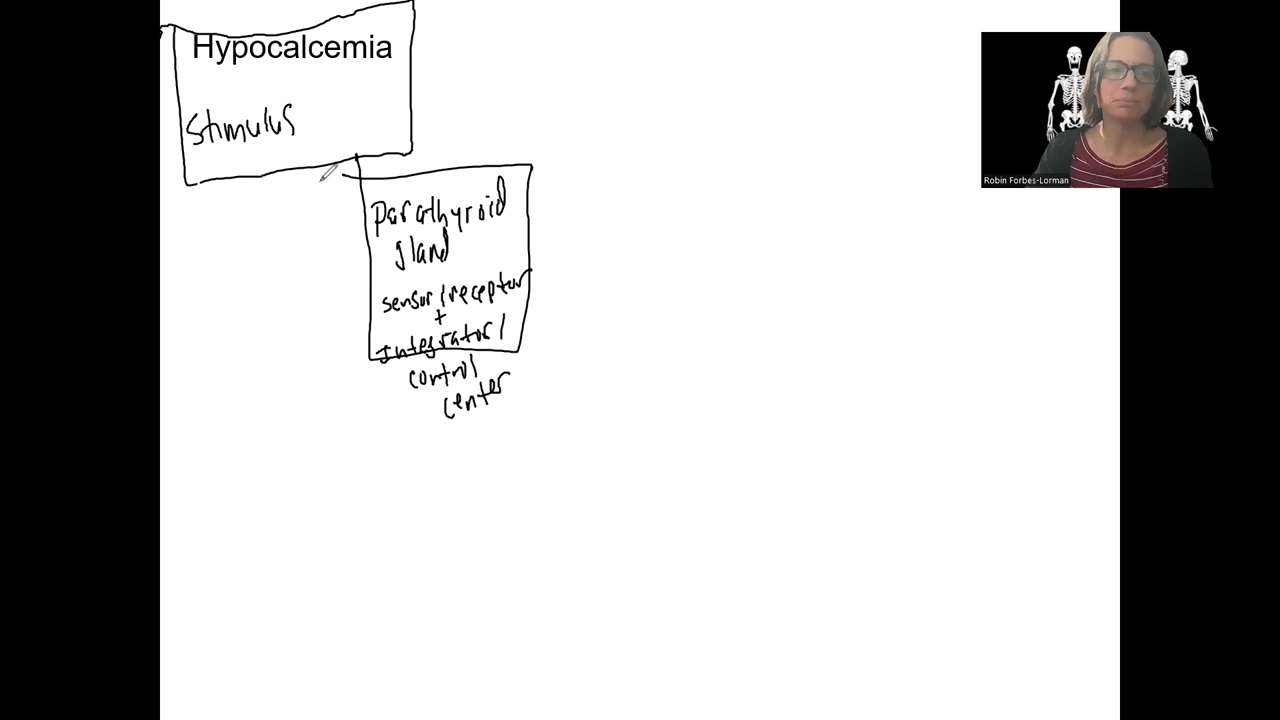 Hypocalcemia
Stimulus
Parathyroid
gland
sensor/receptor
+
Integrator/
control
center
Robin Forbes-Lorman